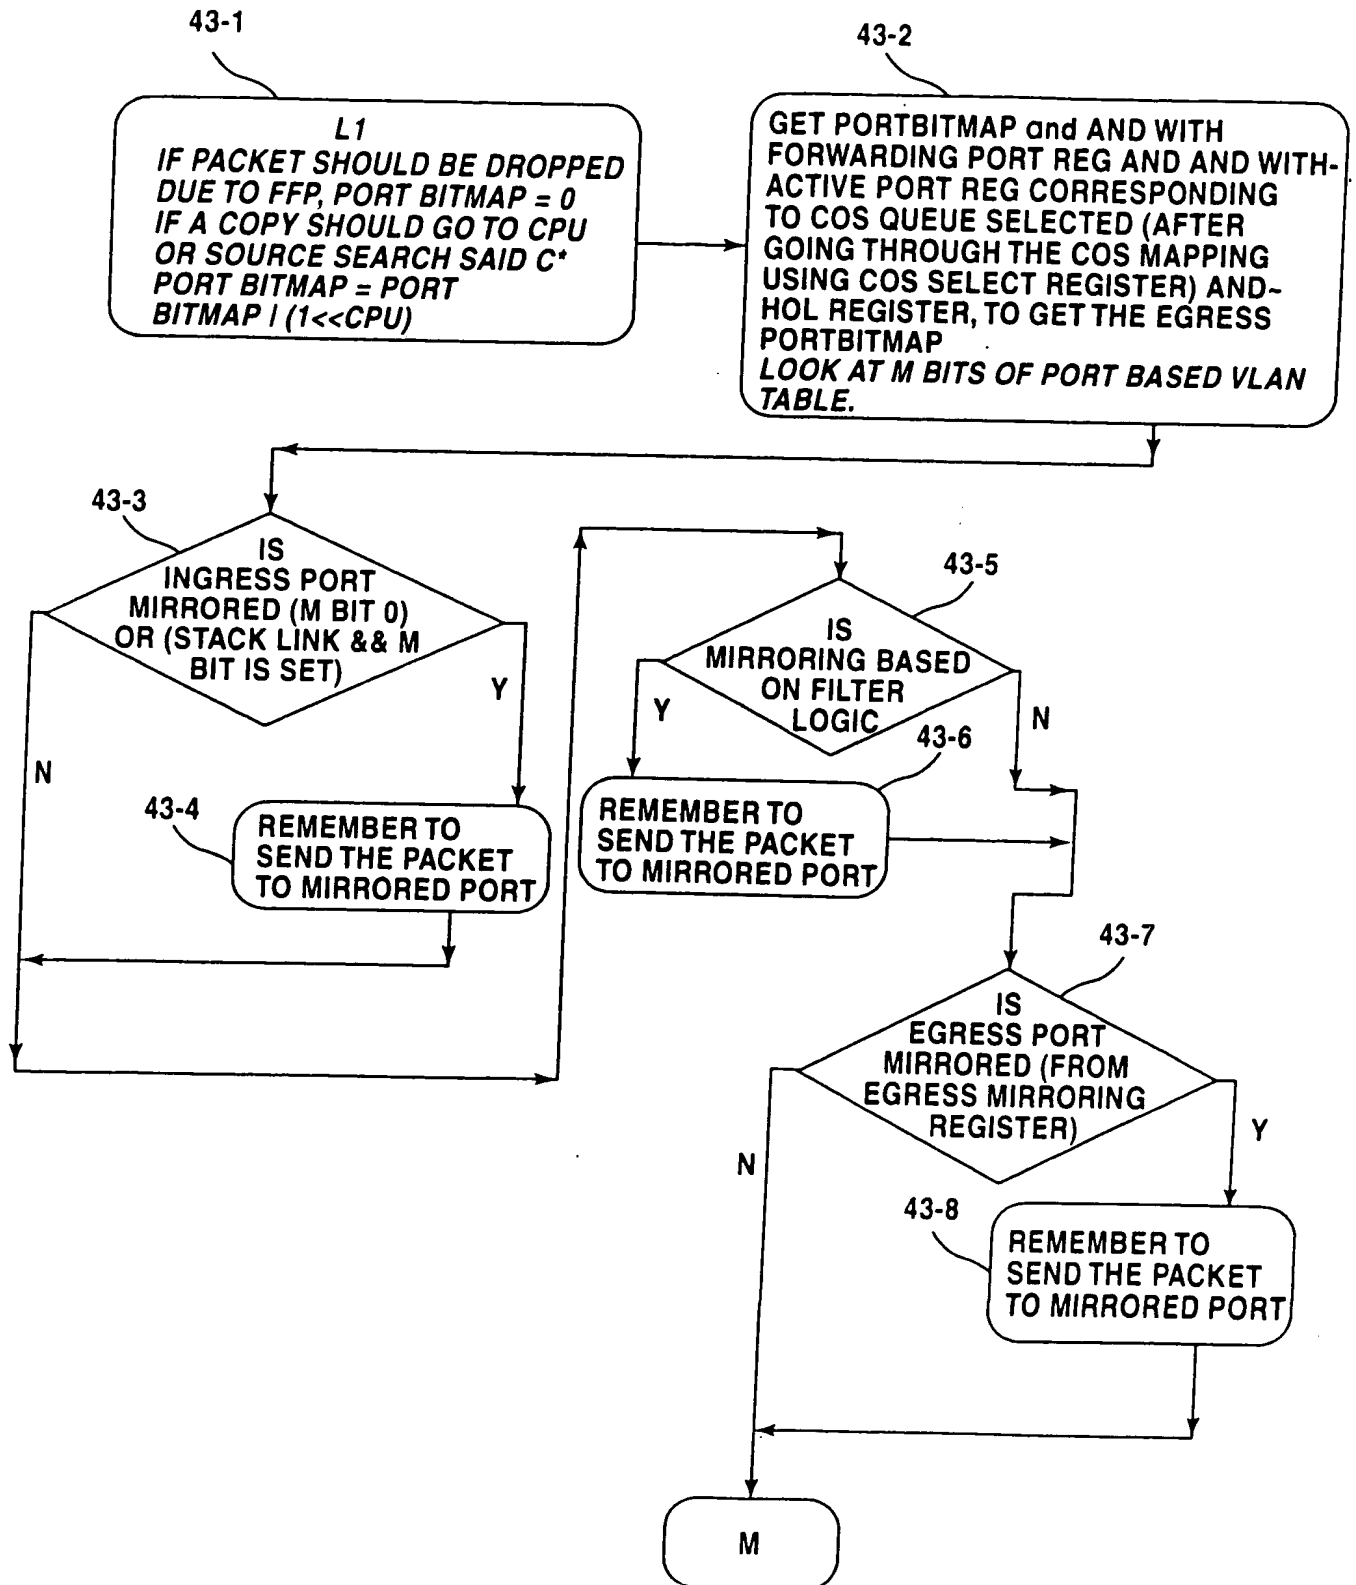 43-1
L1
IF PACKET SHOULD BE DROPPED
DUE TO FFP, PORT BITMAP = 0
IF A COPY SHOULD GO TO CPU
OR SOURCE SEARCH SAID C*
PORT BITMAP = PORT
BITMAP | (1<<CPU)
43-2
GET PORTBITMAP and AND WITH
FORWARDING PORT REG AND AND WITH-
ACTIVE PORT REG CORRESPONDING
TO COS QUEUE SELECTED (AFTER
GOING THROUGH THE COS MAPPING
USING COS SELECT REGISTER) AND~
HOL REGISTER, TO GET THE EGRESS
PORTBITMAP
LOOK AT M BITS OF PORT BASED VLAN
TABLE.
43-3
IS
INGRESS PORT
MIRRORED (M BIT 0)
OR (STACK LINK && M
BIT IS SET)
Y
N
43-4
REMEMBER TO
SEND THE PACKET
TO MIRRORED PORT
43-5
IS
MIRRORING BASED
ON FILTER
LOGIC
Y
N
43-6
REMEMBER TO
SEND THE PACKET
TO MIRRORED PORT
43-7
IS
EGRESS PORT
MIRRORED (FROM
EGRESS MIRRORING
REGISTER)
N
Y
43-8
REMEMBER TO
SEND THE PACKET
TO MIRRORED PORT
M